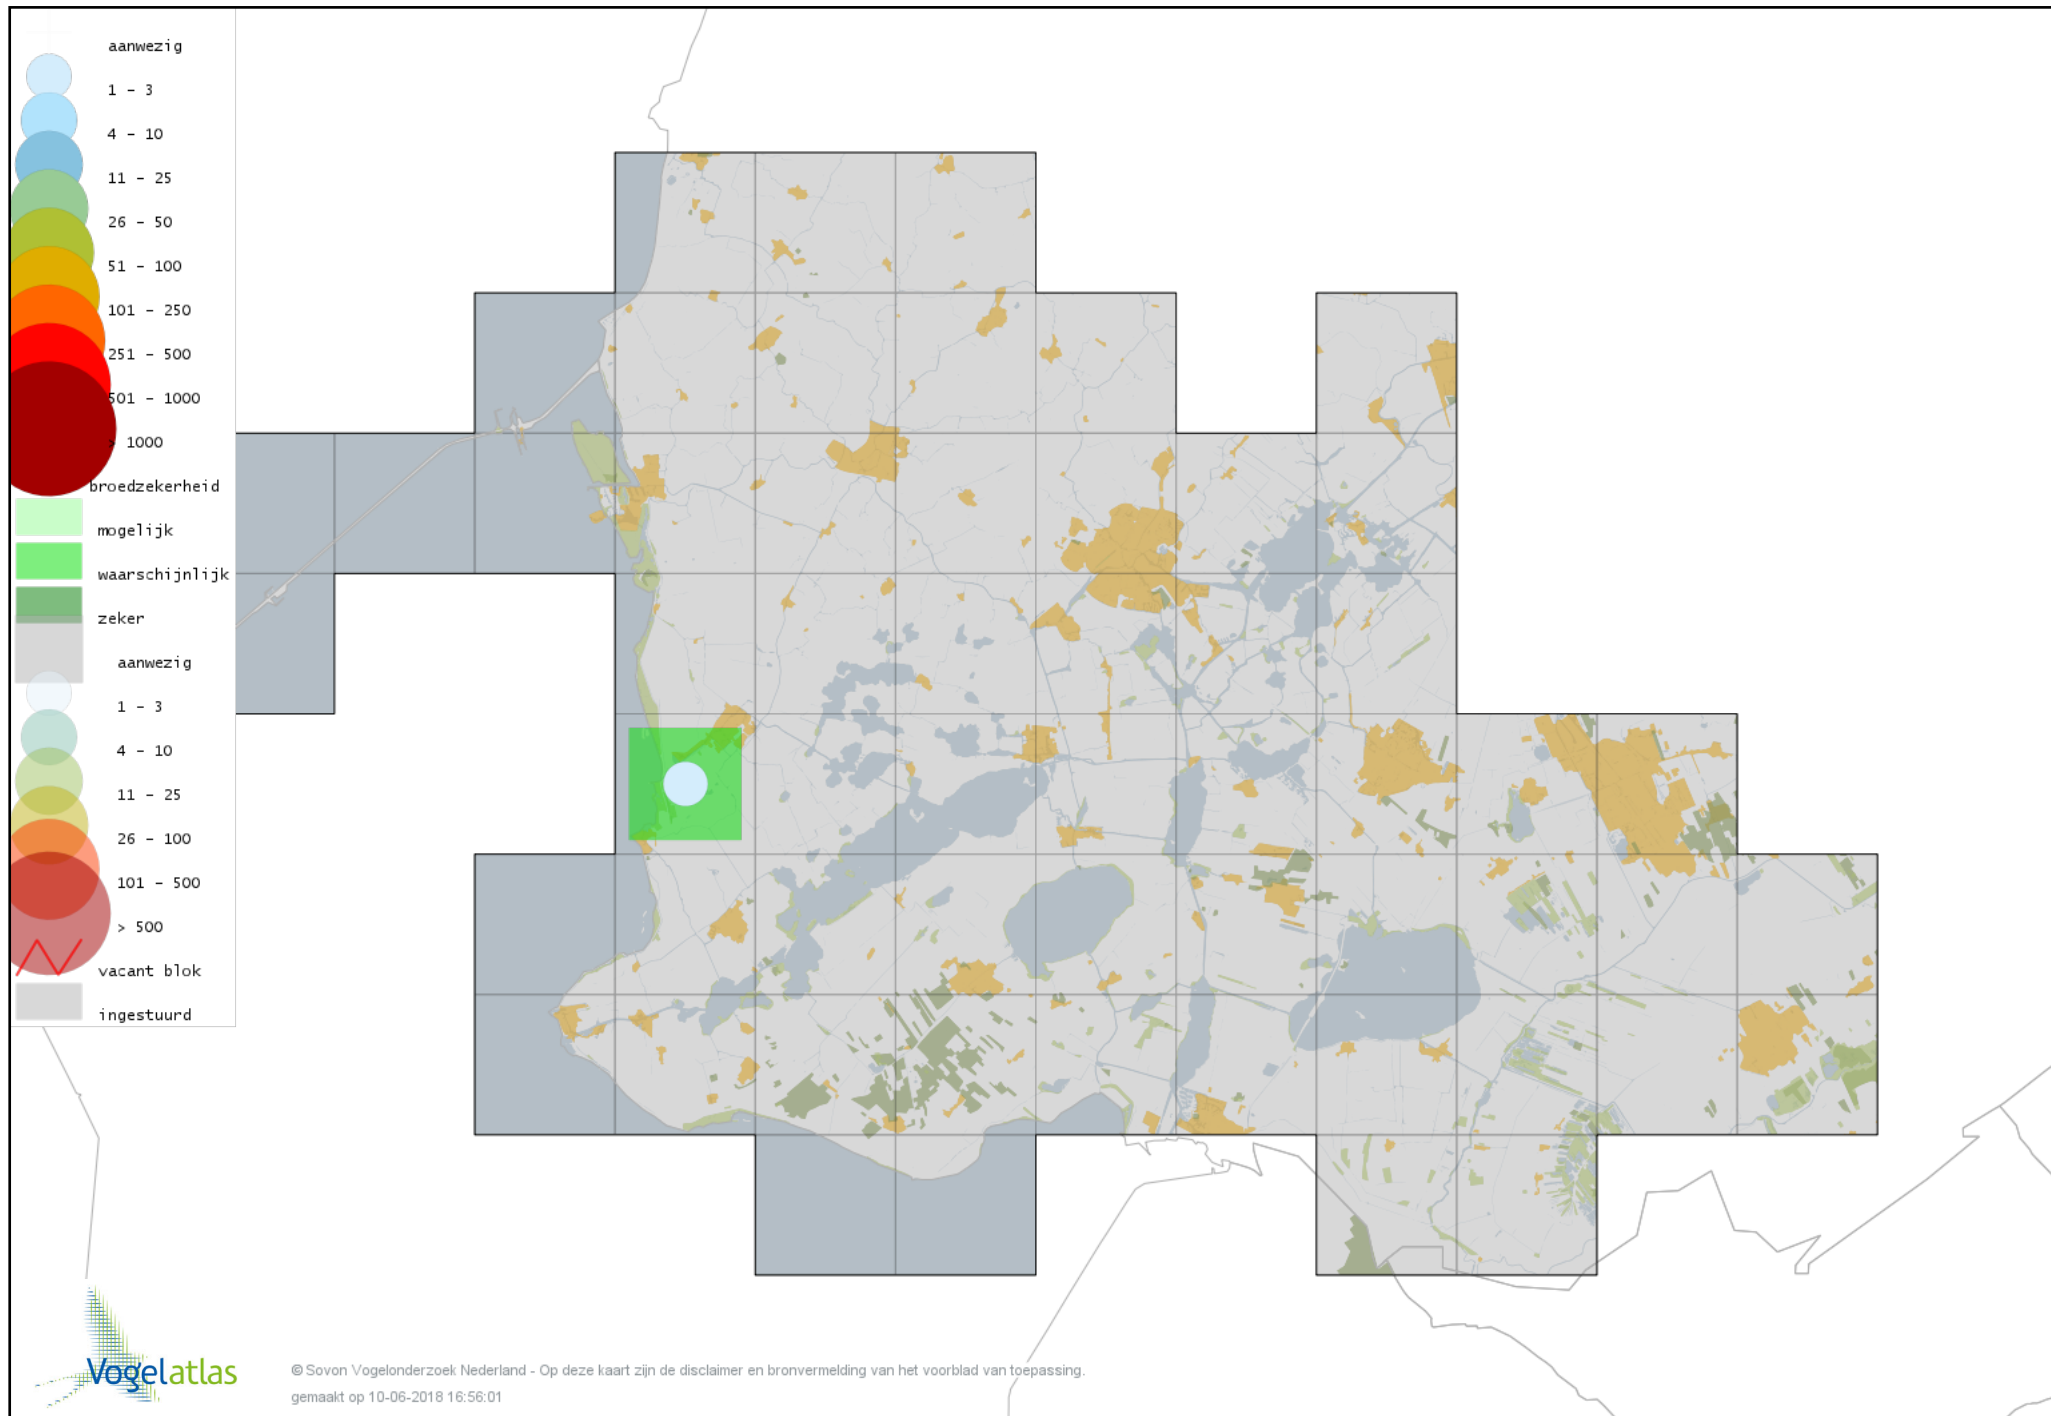 aanwezig
1 - 3
4 - 10
11 - 25
26 - 50
51 - 100
101 - 250
251 - 500
501 - 1000
> 1000
broedzekerheid
mogelijk
waarschijnlijk
zeker
aanwezig
1 - 3
4 - 10
11 - 25
26 - 100
101 - 500
> 500
vacant blok
ingestuurd
Vogelatlas
© Sovon Vogelonderzoek Nederland - Op deze kaart zijn de disclaimer en bronvermelding van het voorblad van toepassing.
gemaakt op 10-06-2018 16:56:01